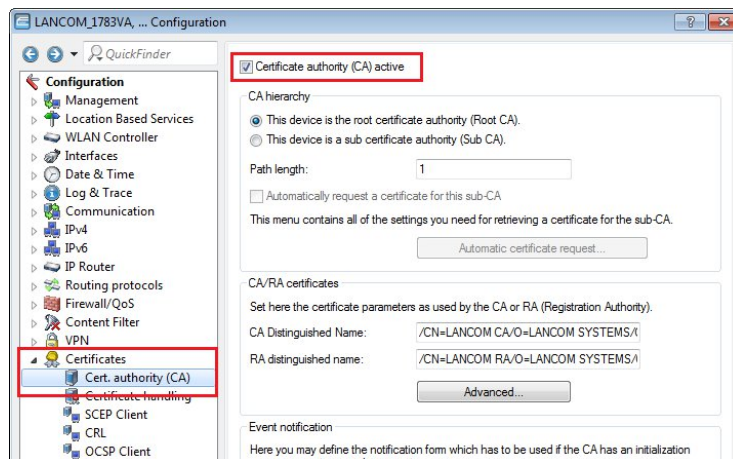 LANCOM_1783VA, ... Configuration
QuickFinder
Configuration
Management
Location Based Services
WLAN Controller
Interfaces
Date & Time
Log & Trace
Communication
IPv4
IPv6
IP Router
Routing protocols
Firewall/QoS
Content Filter
VPN
Certificates
Cert. authority (CA)
Certificate handling
SCEP Client
CRL
OCSP Client
Certificate authority (CA) active
CA hierarchy
This device is the root certificate authority (Root CA).
This device is a sub certificate authority (Sub CA).
Path length: 1
Automatically request a certificate for this sub-CA
This menu contains all of the settings you need for retrieving a certificate for the sub-CA.
Automatic certificate request...
CA/RA certificates
Set here the certificate parameters as used by the CA or RA (Registration Authority).
CA Distinguished Name: /CN=LANCOM CA/O=LANCOM SYSTEMS/
RA distinguished name: /CN=LANCOM RA/O=LANCOM SYSTEMS/
Advanced...
Event notification
Here you may define the notification form which has to be used if the CA has an initialization